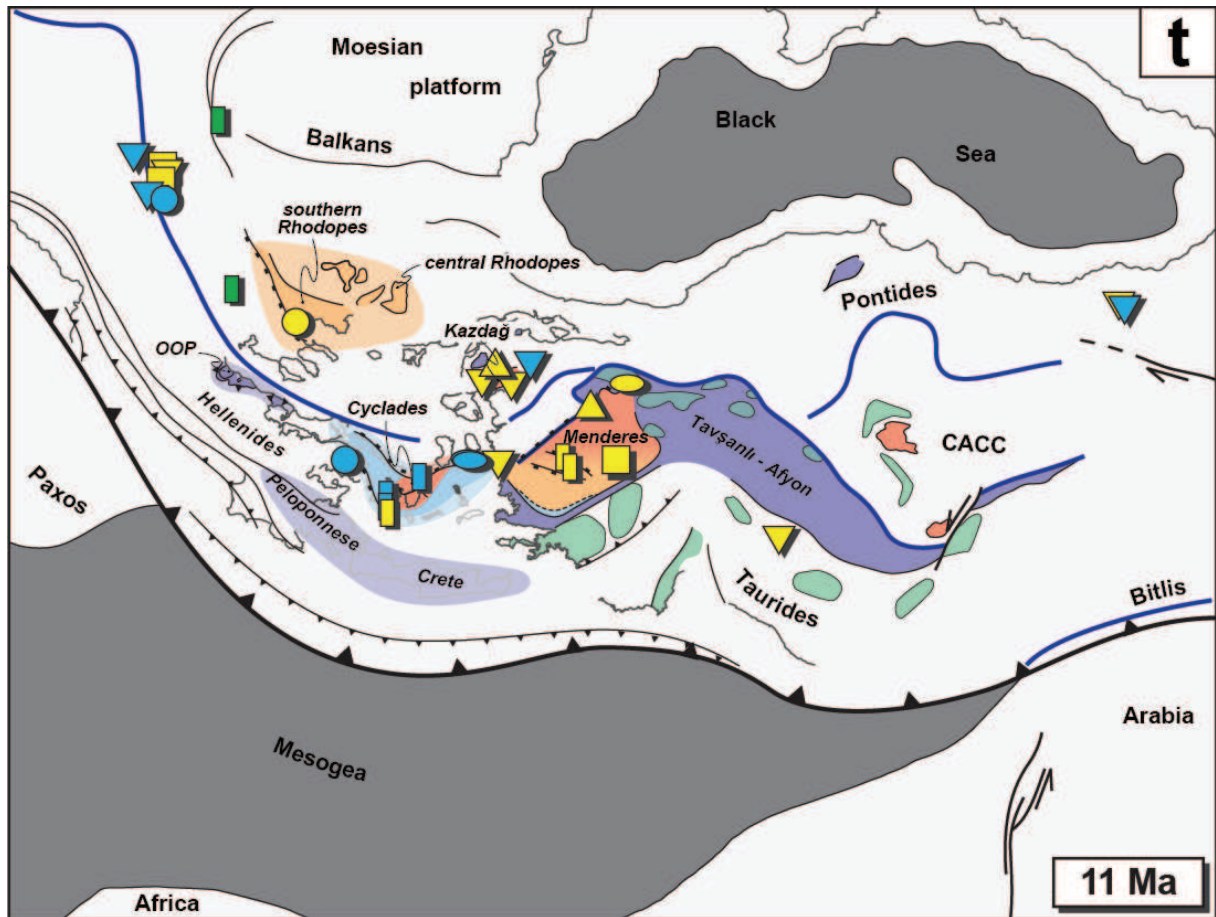 t
Moesian
platform
Black
Sea
Balkans
southern
Rhodopes
central Rhodopes
Pontides
Kazdağ
OOP
Hellenides
Cyclades
Menderes
Tavşanlı - Afyon
CACC
Paxos
Peloponnese
Crete
Taurides
Bitlis
Arabia
Mesogea
Africa
11 Ma